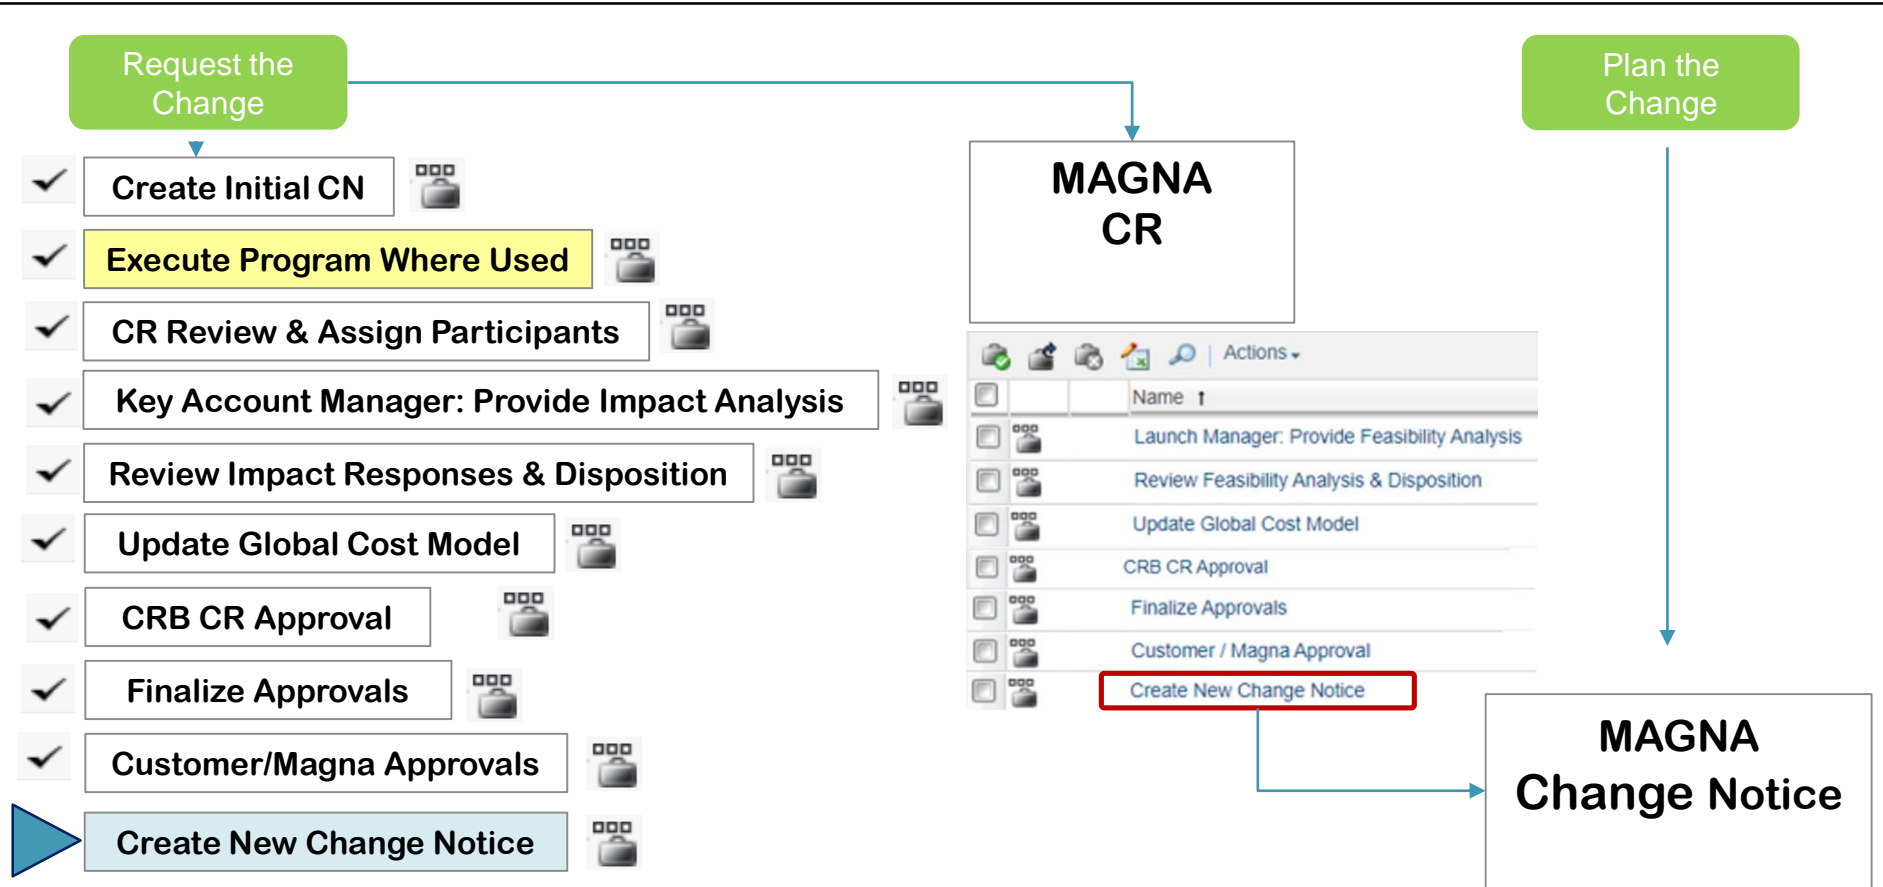 Request the
Change
Create Initial CN
Execute Program Where Used
CR Review & Assign Participants
Key Account Manager: Provide Impact Analysis
Review Impact Responses & Disposition
Update Global Cost Model
CRB CR Approval
Finalize Approvals
Customer/Magna Approvals
Create New Change Notice
MAGNA
CR
Actions
Name
Launch Manager: Provide Feasibility Analysis
Review Feasibility Analysis & Disposition
Update Global Cost Model
CRB CR Approval
Finalize Approvals
Customer / Magna Approval
Create New Change Notice
Plan the
Change
MAGNA
Change Notice